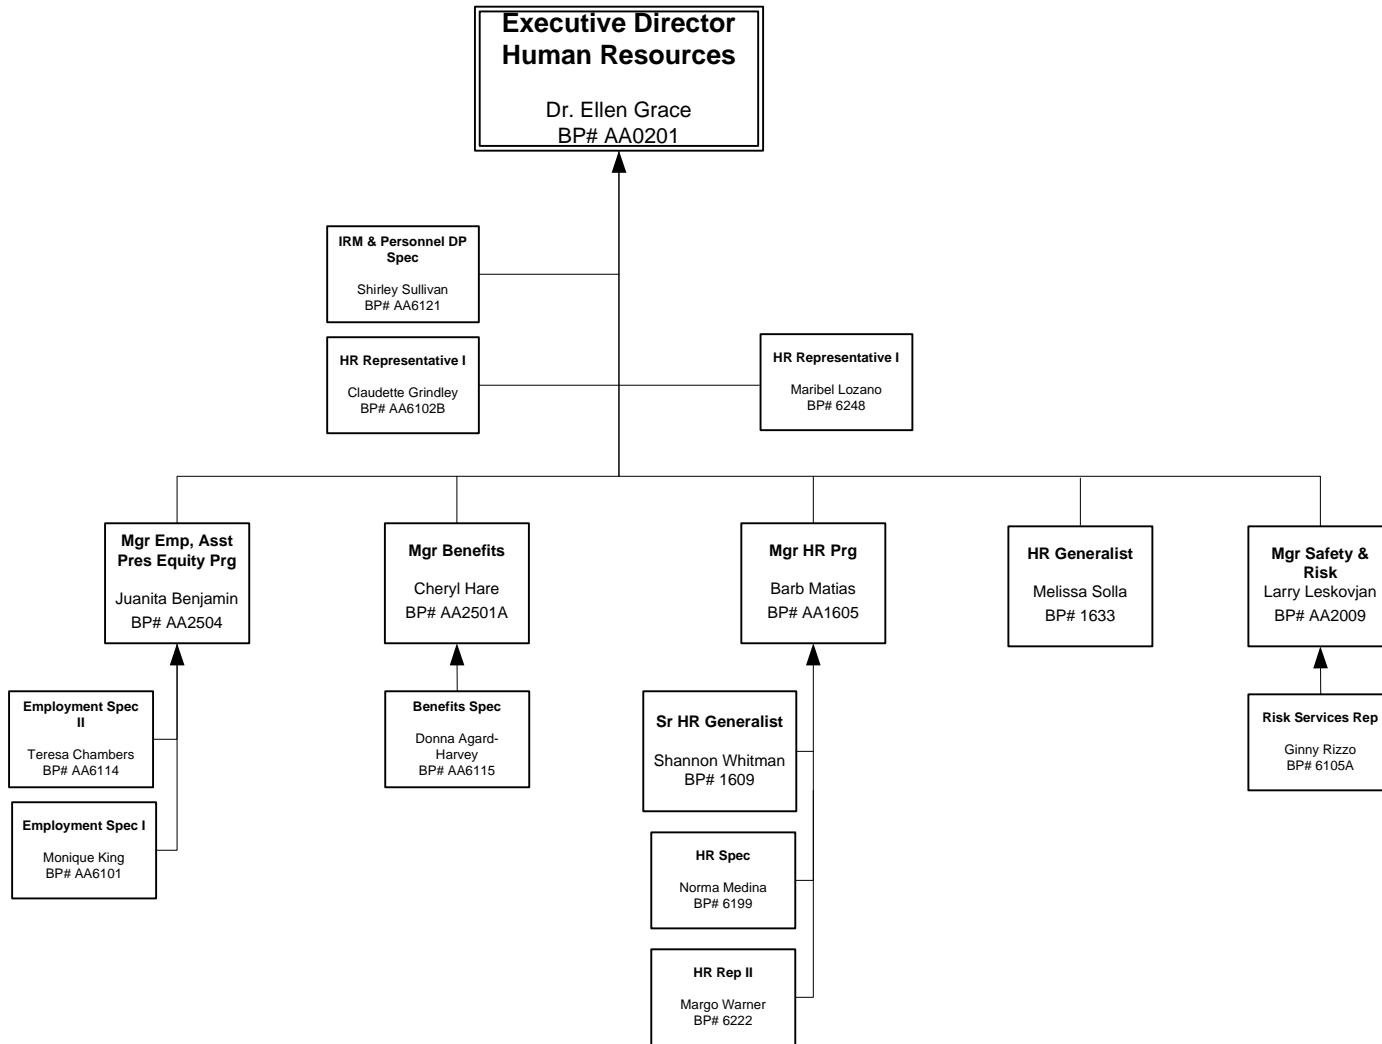 Executive Director
Human Resources
Dr. Ellen Grace
BP# AA0201
IRM & Personnel DP
Spec
Shirley Sullivan
BP# AA6121
HR Representative I
Claudette Grindley
BP# AA6102B
HR Representative I
Maribel Lozano
BP# 6248
Mgr Emp, Asst
Pres Equity Prg
Juanita Benjamin
BP# AA2504
Mgr Benefits
Cheryl Hare
BP# AA2501A
Mgr HR Prg
Barb Matias
BP# AA1605
HR Generalist
Melissa Solla
BP# 1633
Mgr Safety &
Risk
Larry Leskovjan
BP# AA2009
Employment Spec
II
Teresa Chambers
BP# AA6114
Employment Spec I
Monique King
BP# AA6101
Benefits Spec
Donna Agard-
Harvey
BP# AA6115
Sr HR Generalist
Shannon Whitman
BP# 1609
HR Spec
Norma Medina
BP# 6199
HR Rep II
Margo Warner
BP# 6222
Risk Services Rep
Ginny Rizzo
BP# 6105A